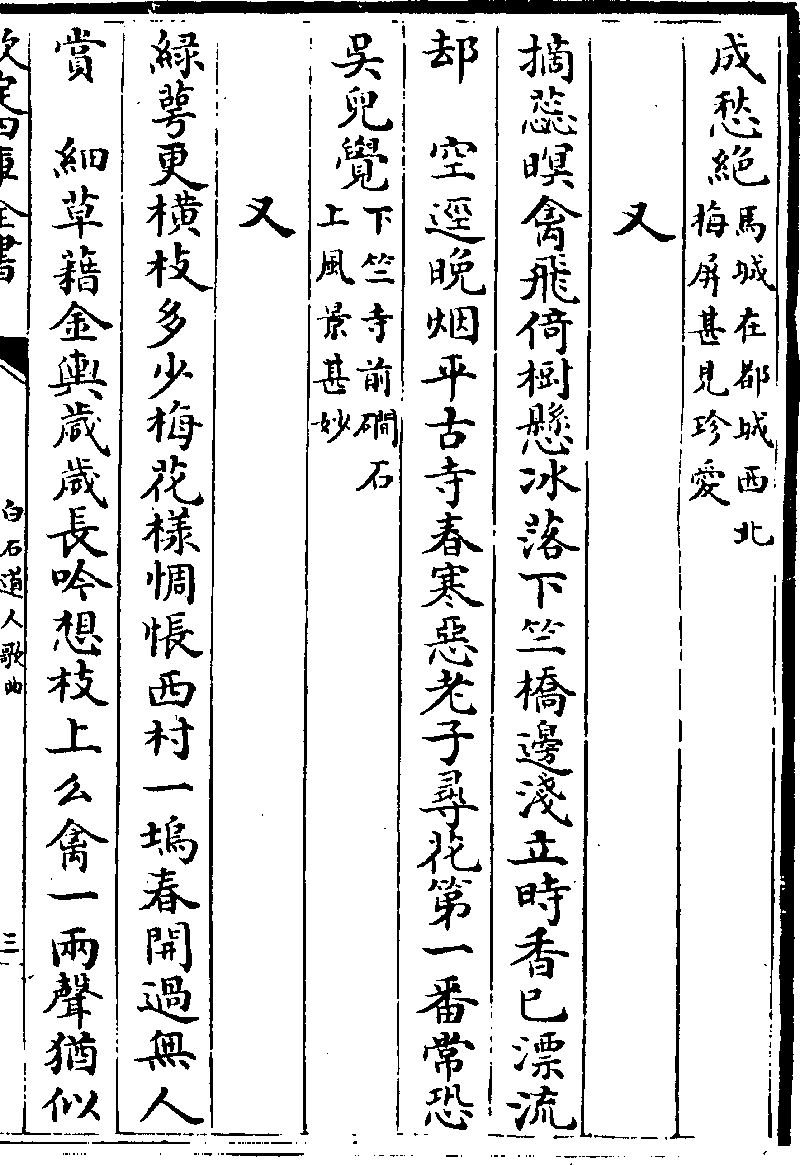 成愁絶馬城在都城西北梅屏甚見珍愛
又
摘蕊暝禽飛倚樹懸冰落下竺橋邊淺立時香已漂流
却　空逕晩烟平古寺春寒惡老子尋花第一番常恐
吳兒覺下竺寺前磵石上風景甚妙
又
綠萼更橫枝多少梅花様惆悵西村一塢春開過無人
賞　細草藉金輿歲歲長吟想枝上么禽一兩聲猶似
欽定四庫全書
白石道人歌曲
三